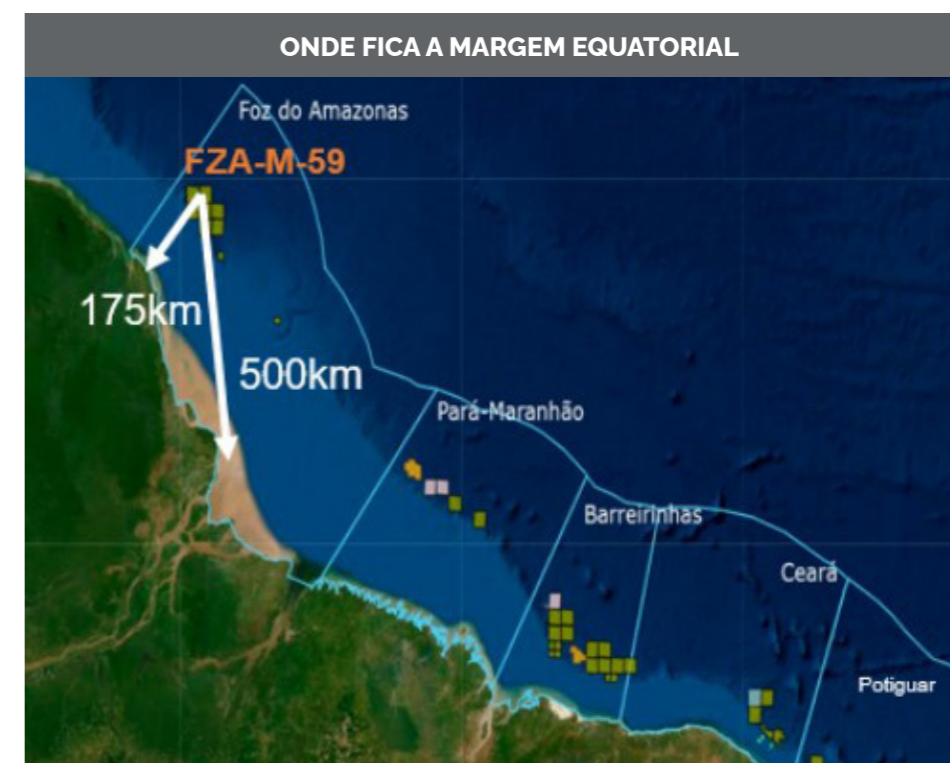 ONDE FICA A MARGEM EQUATORIAL
Foz do Amazonas
FZA-M-59
175km
500km
Pará-Maranhão
Barreirinhas
Ceará
Potiguar